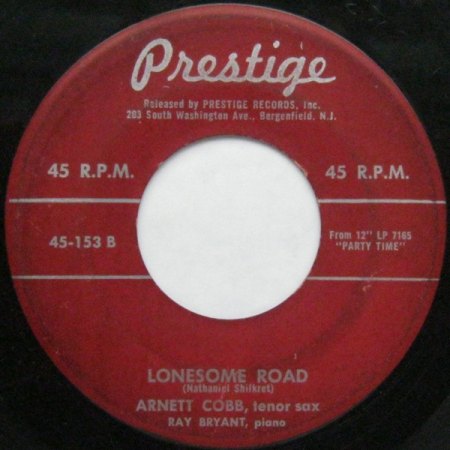 Prestige
Released by PRESTIGE RECORDS, Inc.
203 South Washington Ave., Bergenfield, N.J.
45 R.P.M. 45 R.P.M.
45-153 B
From 12" LP 7165
"PARTY TIME"
LONESOME ROAD
(Nathaniel Shilkret)
ARNETT COBB, tenor sax
RAY BRYANT, piano